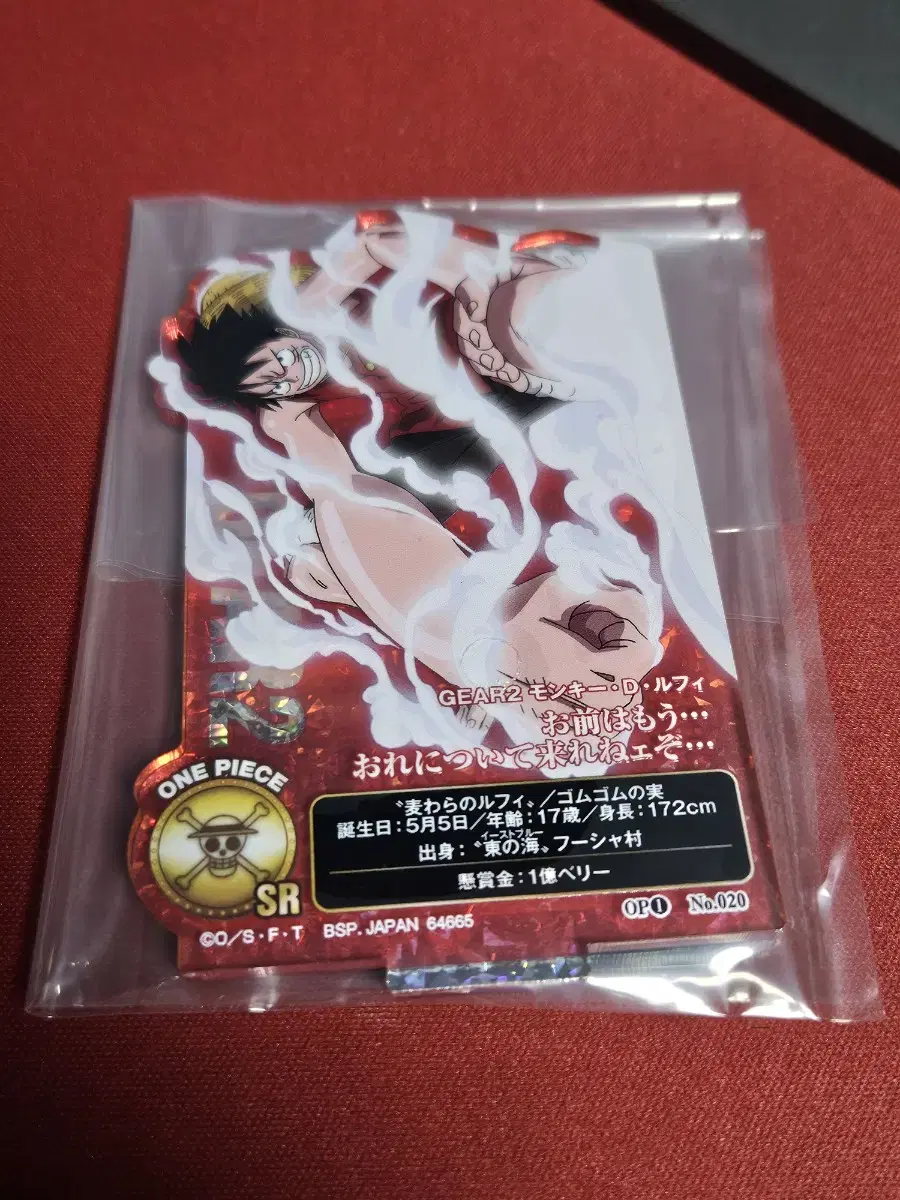 GEAR2 モンキー・D・ルフィ
お前はもう…
おれについて来れねェぞ…
ONE PIECE
SR
〝麦わらのルフィ〟/ゴムゴムの実
誕生日:5月5日/年齢:17歳/身長:172cm
イーストブルー
出身:〝東の海〟フーシャ村
懸賞金:1億ベリー
OP❶ No.020
©O/S・F・T BSP.JAPAN 64665